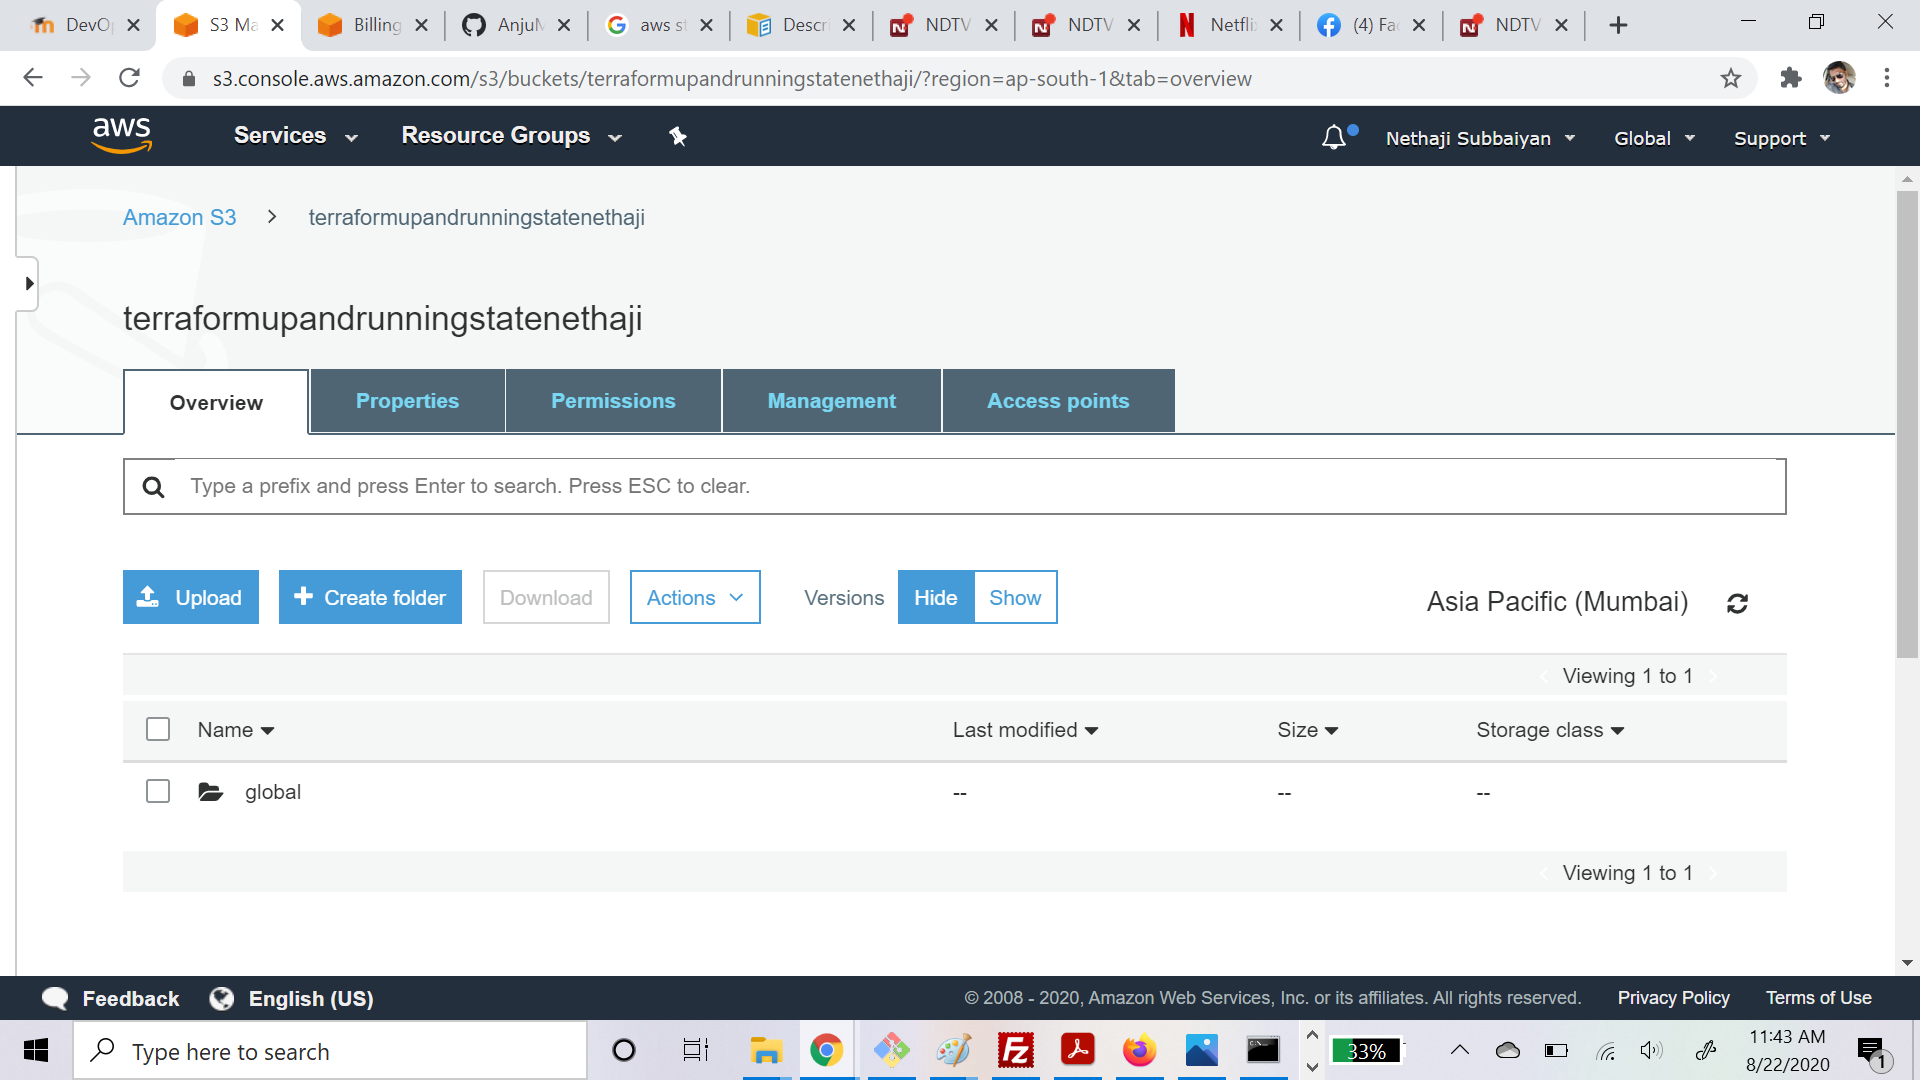 DevO S3 Ma Billing AnjuM aws st Descri NDTV NDTV Netfli (4) Fa NDTV
s3.console.aws.amazon.com/s3/buckets/terraformupandrunningstatenethaji/?region=ap-south-1&tab=overview
aws Services Resource Groups Nethaji Subbaiyan Global Support
Amazon S3 > terraformupandrunningstatenethaji
terraformupandrunningstatenethaji
Overview Properties Permissions Management Access points
Type a prefix and press Enter to search. Press ESC to clear.
Upload + Create folder Download Actions Versions Hide Show Asia Pacific (Mumbai)
Viewing 1 to 1
Name Last modified Size Storage class
global -- -- --
Viewing 1 to 1
Feedback English (US) © 2008 - 2020, Amazon Web Services, Inc. or its affiliates. All rights reserved. Privacy Policy Terms of Use
Type here to search 33% 11:43 AM
8/22/2020 1